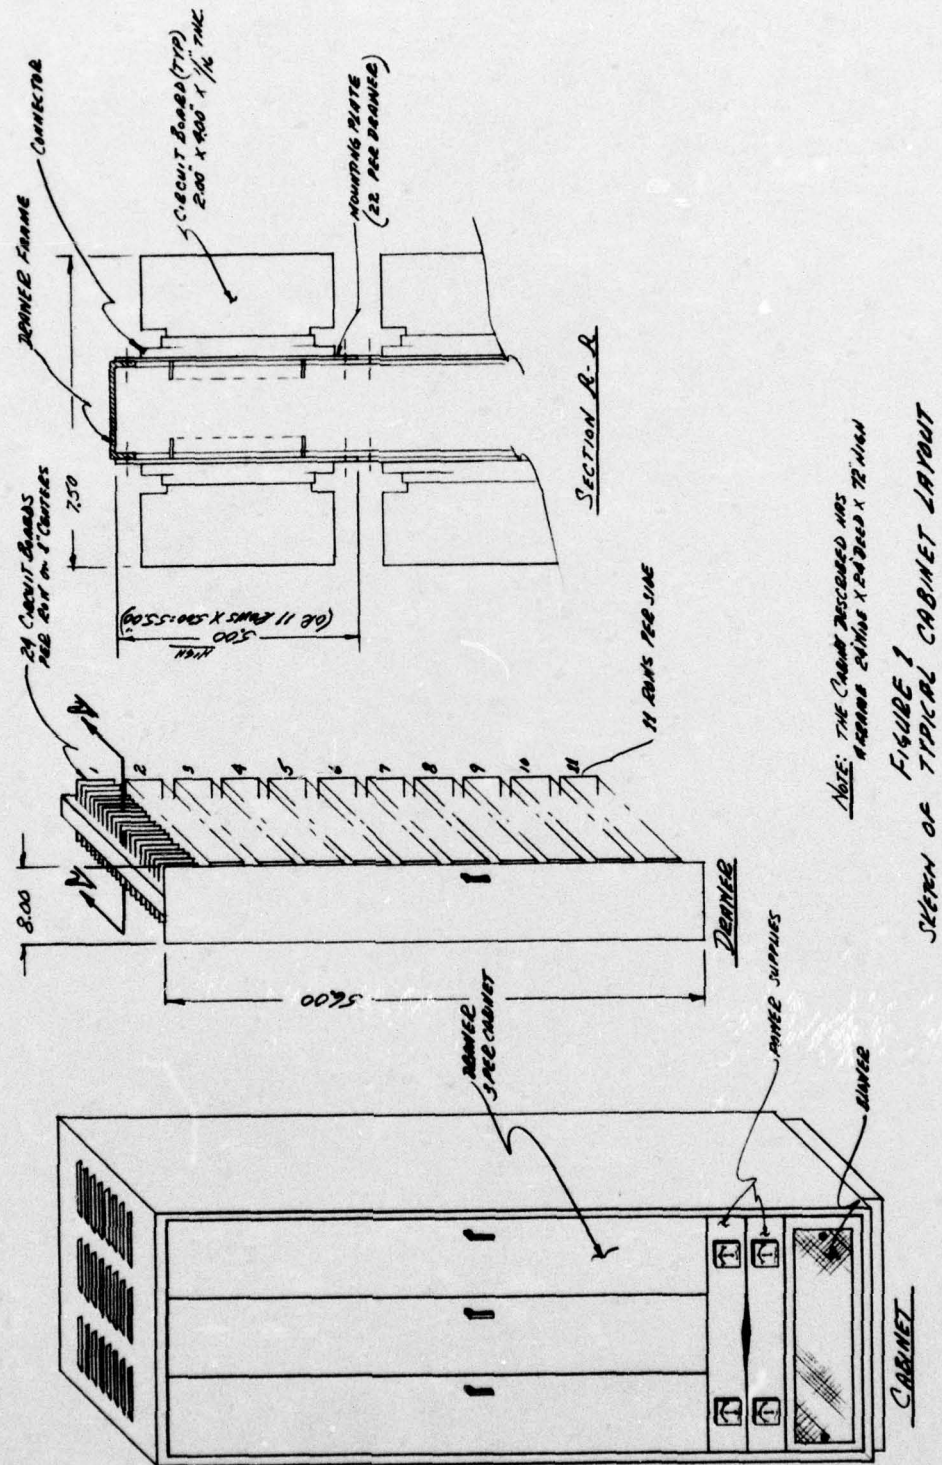 DRAWER FRAME
CONNECTOR
CIRCUIT BOARD (TYP)
2.00" X 4.00" X 1/16" THK.
MOUNTING PLATE
(22 PER DRAWER)
7.50
5.00
HIGH
(OR 11 ROWS X 5.00=55.00)
SECTION A-A
24 CIRCUIT BOARDS
PER ROW ON 1" CENTERS
A
A
8.00
1
2
3
4
5
6
7
8
9
10
11
11 ROWS PER SIDE
56.00
DRAWER
DRAWER
3 PER CABINET
POWER SUPPLIES
BLOWER
CABINET
NOTE: THE CABINET DESCRIBED HAS
A FRAME 24"WIDE X 24"DEEP X 72"HIGH
FIGURE 1
SKETCH OF TYPICAL CABINET LAYOUT